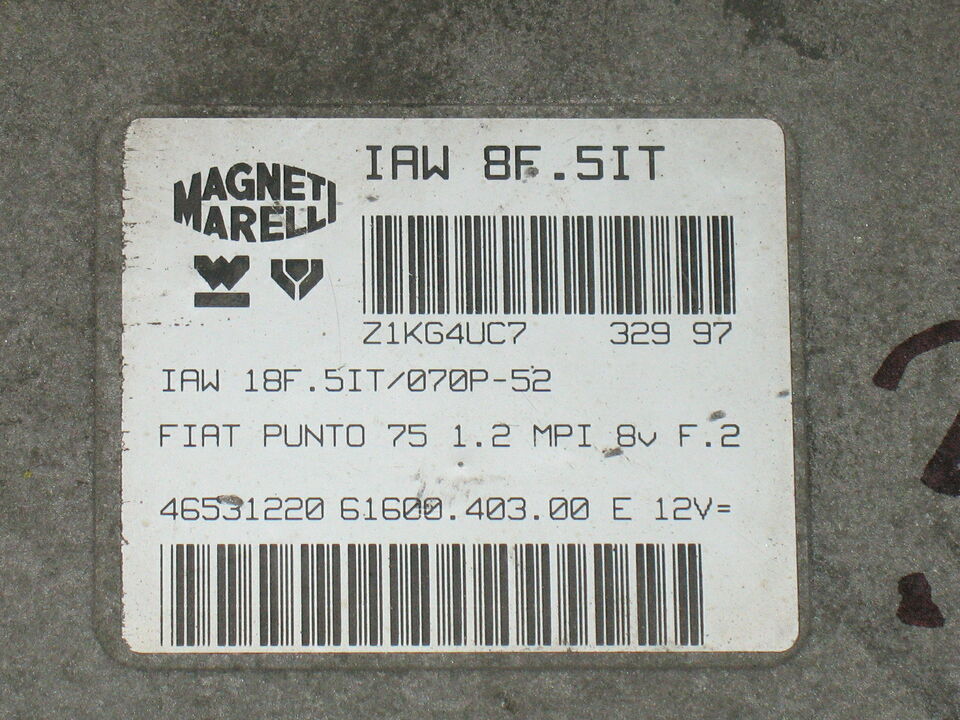 MAGNETI
MARELLI
IAW 8F.5IT
Z1KG4UC7 329 97
IAW 18F.5IT/070P-52
FIAT PUNTO 75 1.2 MPI 8v F.2
46531220 61600.403.00 E 12V=